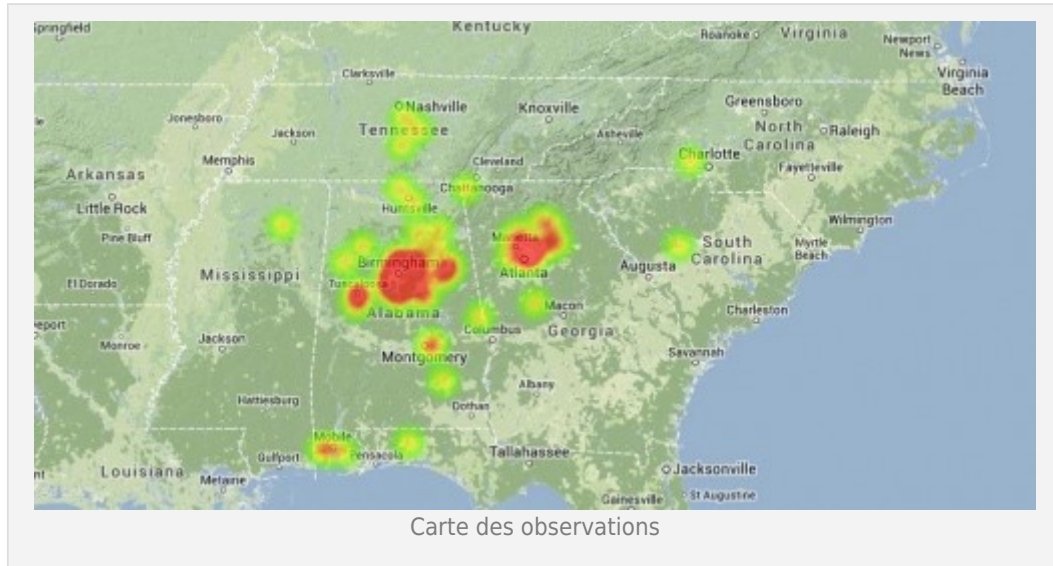 Springfield
Kentucky
Roanoke
Virginia
Newport
News
Virginia
Beach
Clarksville
Nashville
Knoxville
Greensboro
Jonesboro
Tennessee
North
Carolina
Raleigh
Jackson
Asheville
Memphis
Cleveland
Charlotte
Fayetteville
Arkansas
Chattanooga
Little Rock
Huntsville
Wilmington
Pine Bluff
Marietta
South
Carolina
Myrtle
Beach
Mississippi
Birmingham
Atlanta
Augusta
El Dorado
Tuscaloosa
Alabama
Macon
Charleston
eport
Monroe
Jackson
Columbus
Georgia
Montgomery
Savannah
Albany
Hattiesburg
Dothan
Mobile
Gulfport
Pensacola
Tallahassee
Louisiana
Metairie
Jacksonville
Gainesville
St Augustine
Carte des observations